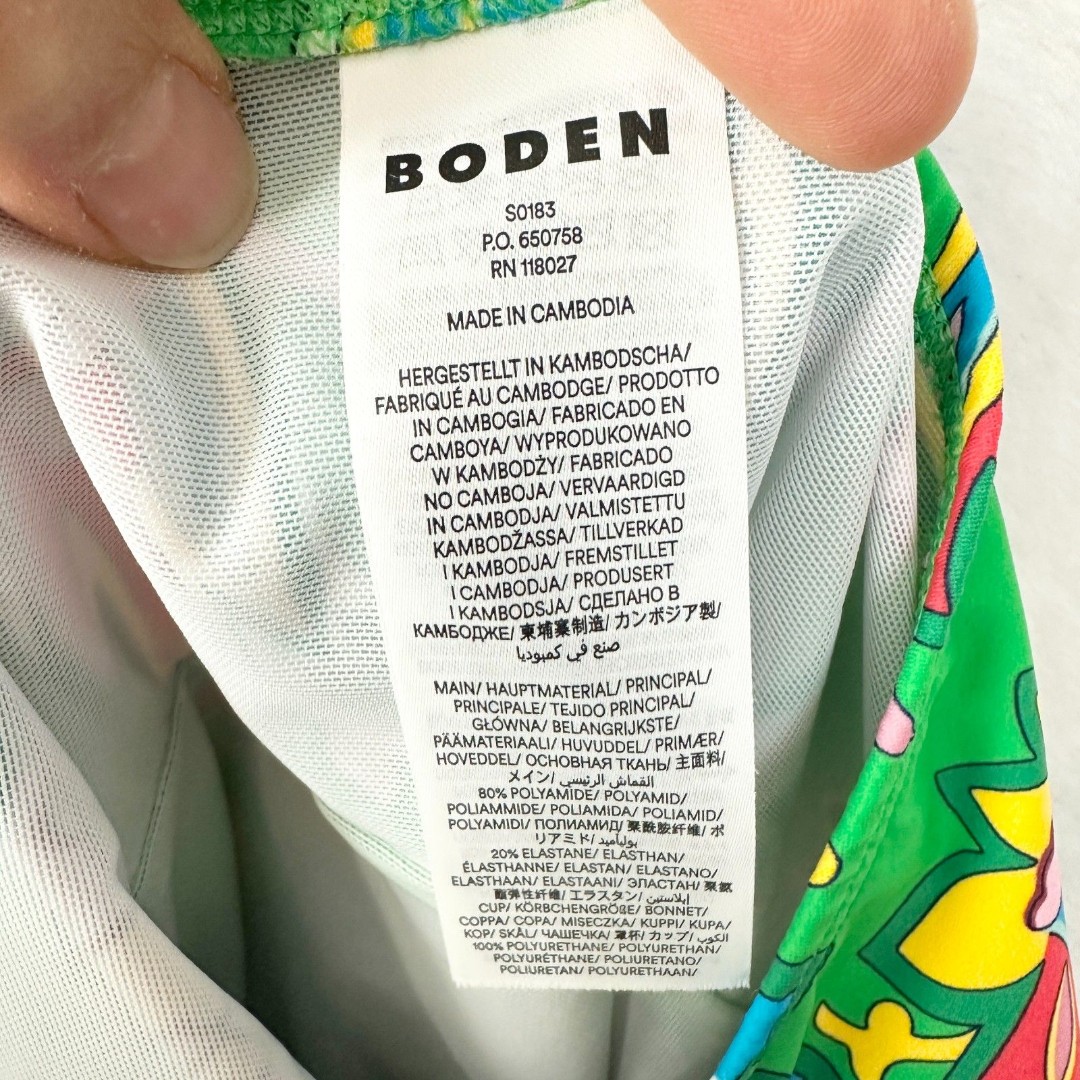 BODEN
S0183
P.O. 650758
RN 118027
MADE IN CAMBODIA
HERGESTELLT IN KAMBODSCHA/
FABRIQUÉ AU CAMBODGE/ PRODOTTO
IN CAMBOGIA/ FABRICADO EN
CAMBOYA/ WYPRODUKOWANO
W KAMBODŻY/ FABRICADO
NO CAMBOJA/ VERVAARDIGD
IN CAMBODJA/ VALMISTETTU
KAMBODŽASSA/ TILLVERKAD
I KAMBODJA/ FREMSTILLET
I CAMBODJA/ PRODUSERT
I KAMBODSJA/ СДЕЛАНО В
КАМБОДЖЕ/ 柬埔寨制造/ カンボジア製/
صنع في كمبوديا
MAIN/ HAUPTMATERIAL/ PRINCIPAL/
PRINCIPALE/ TEJIDO PRINCIPAL/
GŁÓWNA/ BELANGRIJKSTE/
PÄÄMATERIAALI/ HUVUDDEL/ PRIMÆR/
HOVEDDEL/ ОСНОВНАЯ ТКАНЬ/ 主面料/
メイン/ القماش الرئيسي
80% POLYAMIDE/ POLYAMID/
POLIAMMIDE/ POLIAMIDA/ POLIAMID/
POLYAMIDI/ ПОЛИАМИД/ 聚酰胺纤维/ ポ
リアミド/ بولیأمید
20% ELASTANE/ ELASTHAN/
ÉLASTHANNE/ ELASTAN/ ELASTANO/
ELASTHAAN/ ELASTAANI/ ЭЛАСТАН/ 聚氨
酯弹性纤维/ エラスタン/ إيلاستين
CUP/ KÖRBCHENGRÖßE/ BONNET/
COPPA/ COPA/ MISECZKA/ KUPPI/ KUPA/
KOP/ SKÅL/ ЧАШЕЧКА/ 罩杯/ カップ/ الكوب
100% POLYURETHANE/ POLYURETHAN/
POLYURÉTHANE/ POLIURETANO/
POLIURETAN/ POLYURETHAAN/